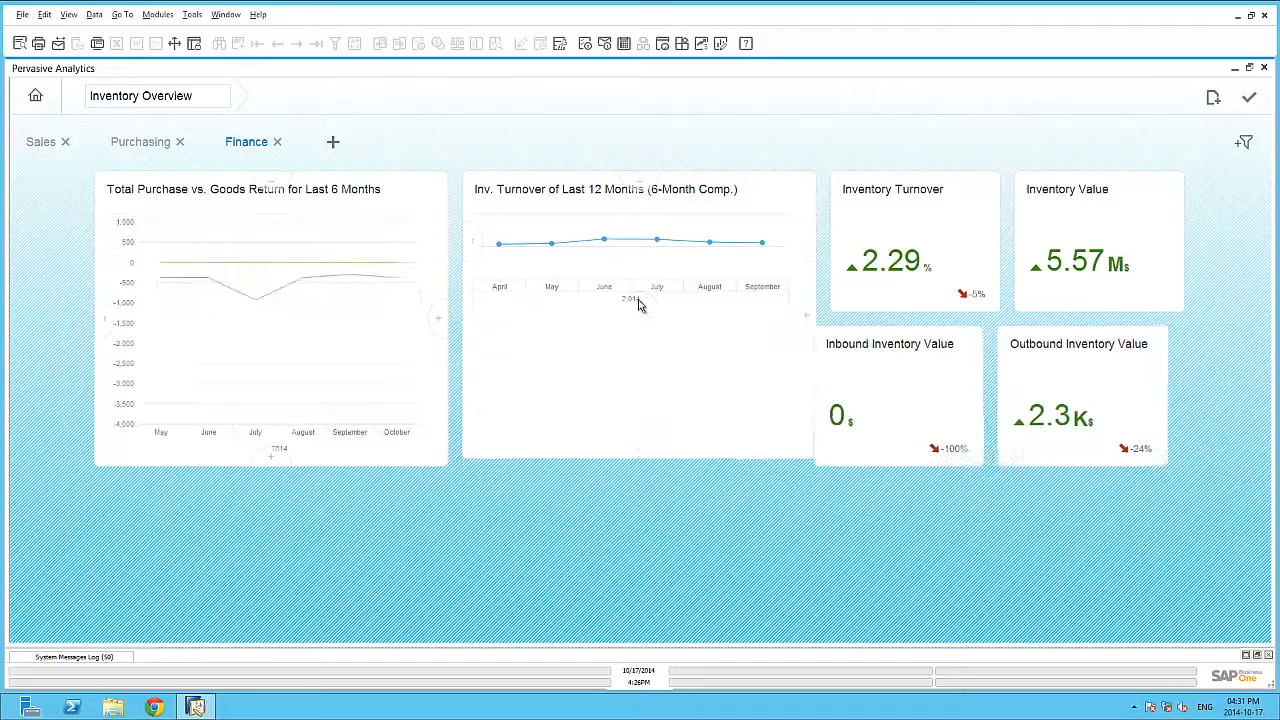 File Edit View Data Go To Modules Tools Window Help
Pervasive Analytics
Inventory Overview
Sales Purchasing Finance
Total Purchase vs. Goods Return for Last 6 Months
1,000
500
0
-500
-1,000
-1,500
-2,000
-2,500
-3,000
-3,500
-4,000
May June July August September October
2014
Inv. Turnover of Last 12 Months (6-Month Comp.)
April May June July August September
Inventory Turnover
2.29 %
-5%
Inventory Value
5.57 M$
Inbound Inventory Value
0 $
-100%
Outbound Inventory Value
2.3 K$
-24%
System Messages Log (50)
10/17/2014
4:26PM
SAP Business One
ENG
04:31 PM
2014-10-17